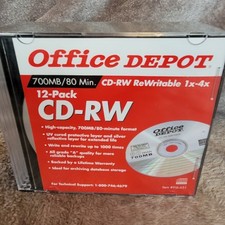 Office DEPOT
700MB/80 Min. CD-RW ReWritable 1x-4x
12-Pack
CD-RW
• High-capacity, 700MB/80-minute format
• UV cured protective layer and silver reflective layer for extended life
• Write and rewrite up to 1000 times
• All grade "A" quality for more reliable backups
• Backed by a Lifetime Warranty
• Ideal for archiving database storage
Office DEPOT
700MB
For Technical Support 1-800-